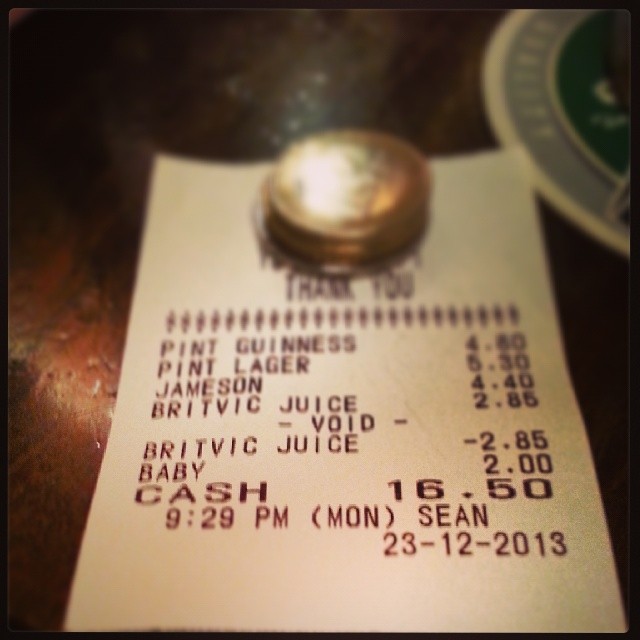 THANK YOU
PINT GUINNESS 4.80
PINT LAGER 5.30
JAMESON 4.40
BRITVIC JUICE 2.85
- VOID -
BRITVIC JUICE -2.85
BABY 2.00
CASH 16.50
9:29 PM (MON) SEAN
23-12-2013